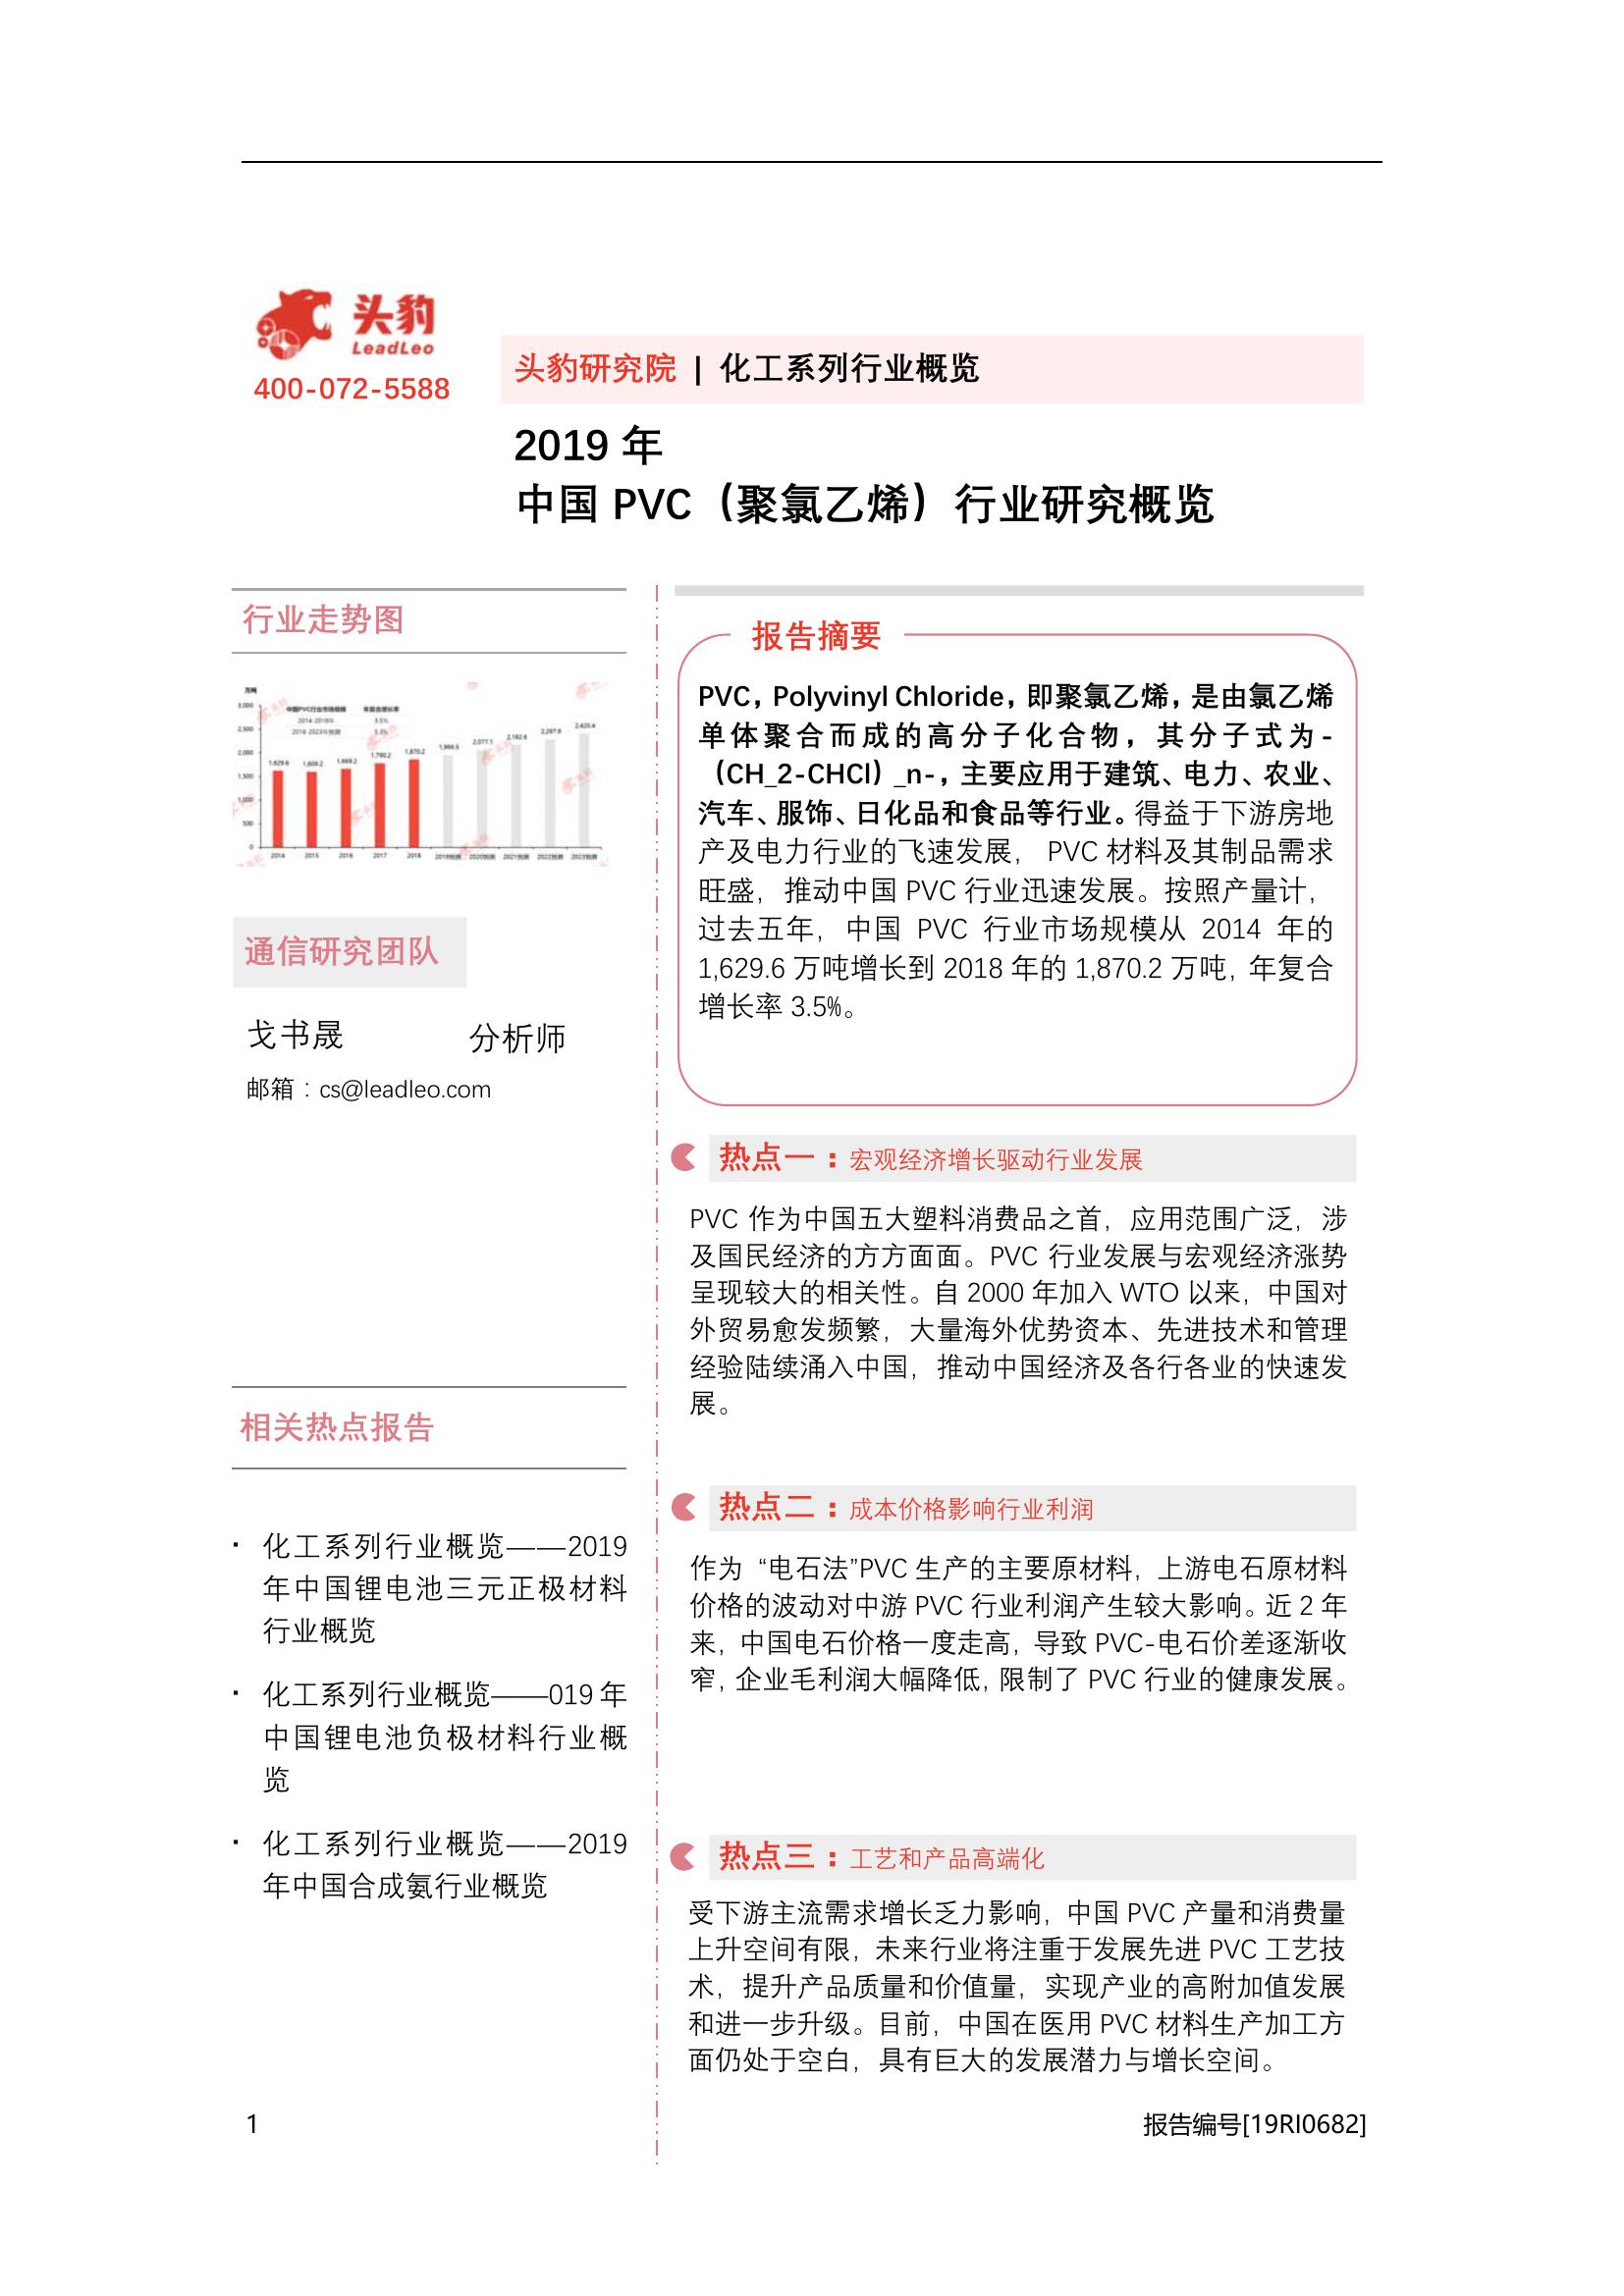 头豹
LeadLeo
400-072-5588
头豹研究院 | 化工系列行业概览
2019 年
中国 PVC（聚氯乙烯）行业研究概览
行业走势图
万吨
中国PVC行业市场规模 年复合增长率
2014-2018年 3.5%
2018-2023年预测 5.3%
3,000
2,500
2,000
1,500
1,000
500
0
1,629.6
1,609.2
1,669.2
1,790.2
1,870.2
2,077.1
2,182.6
2,297.8
2,420.4
2014 2015 2016 2017 2018 2019预测 2020预测 2021预测 2022预测 2023预测
通信研究团队
戈书晟 分析师
邮箱：cs@leadleo.com
相关热点报告
· 化工系列行业概览——2019
年中国锂电池三元正极材料
行业概览
· 化工系列行业概览——019 年
中国锂电池负极材料行业概
览
· 化工系列行业概览——2019
年中国合成氨行业概览
报告摘要
PVC，Polyvinyl Chloride，即聚氯乙烯，是由氯乙烯
单体聚合而成的高分子化合物，其分子式为-
（CH_2-CHCl）_n-，主要应用于建筑、电力、农业、
汽车、服饰、日化品和食品等行业。得益于下游房地
产及电力行业的飞速发展， PVC 材料及其制品需求
旺盛，推动中国 PVC 行业迅速发展。按照产量计，
过去五年，中国 PVC 行业市场规模从 2014 年的
1,629.6 万吨增长到 2018 年的 1,870.2 万吨，年复合
增长率 3.5%。
热点一：宏观经济增长驱动行业发展
PVC 作为中国五大塑料消费品之首，应用范围广泛，涉
及国民经济的方方面面。PVC 行业发展与宏观经济涨势
呈现较大的相关性。自 2000 年加入 WTO 以来，中国对
外贸易愈发频繁，大量海外优势资本、先进技术和管理
经验陆续涌入中国，推动中国经济及各行各业的快速发
展。
热点二：成本价格影响行业利润
作为 “电石法”PVC 生产的主要原材料，上游电石原材料
价格的波动对中游 PVC 行业利润产生较大影响。近 2 年
来，中国电石价格一度走高，导致 PVC-电石价差逐渐收
窄，企业毛利润大幅降低，限制了 PVC 行业的健康发展。
热点三：工艺和产品高端化
受下游主流需求增长乏力影响，中国 PVC 产量和消费量
上升空间有限，未来行业将注重于发展先进 PVC 工艺技
术，提升产品质量和价值量，实现产业的高附加值发展
和进一步升级。目前，中国在医用 PVC 材料生产加工方
面仍处于空白，具有巨大的发展潜力与增长空间。
1
报告编号[19RI0682]